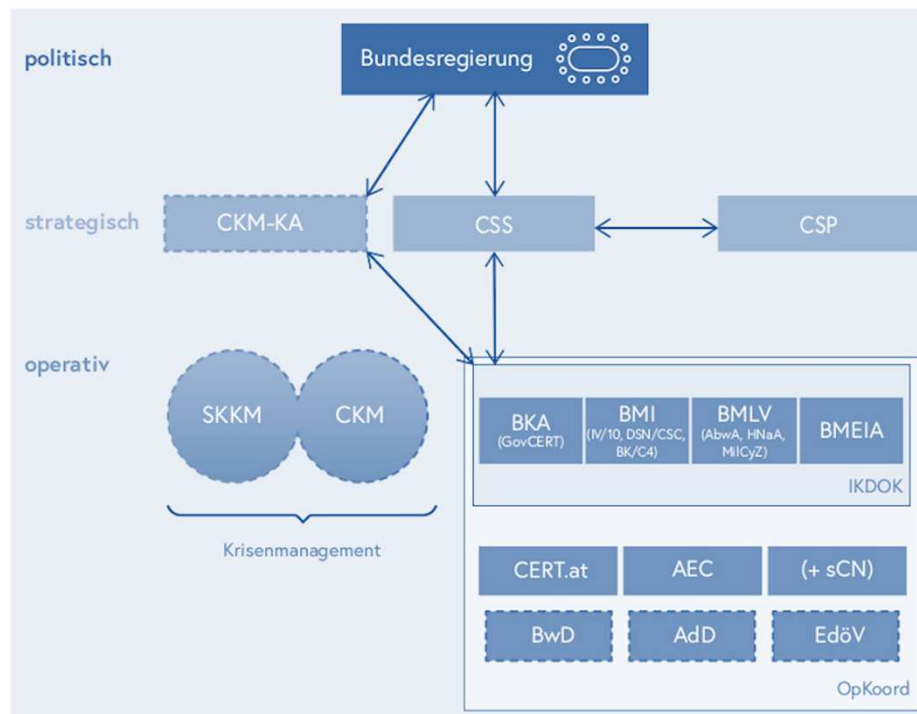 politisch
Bundesregierung
strategisch
CKM-KA
CSS
CSP
operativ
SKKM
CKM
Krisenmanagement
BKA
(GovCERT)
BMI
(IV/10, DSN/CSC,
BK/C4)
BMLV
(AbwA, HNaA,
MilCyZ)
BMEIA
IKDOK
CERT.at
AEC
(+ sCN)
BwD
AdD
EdöV
OpKoord